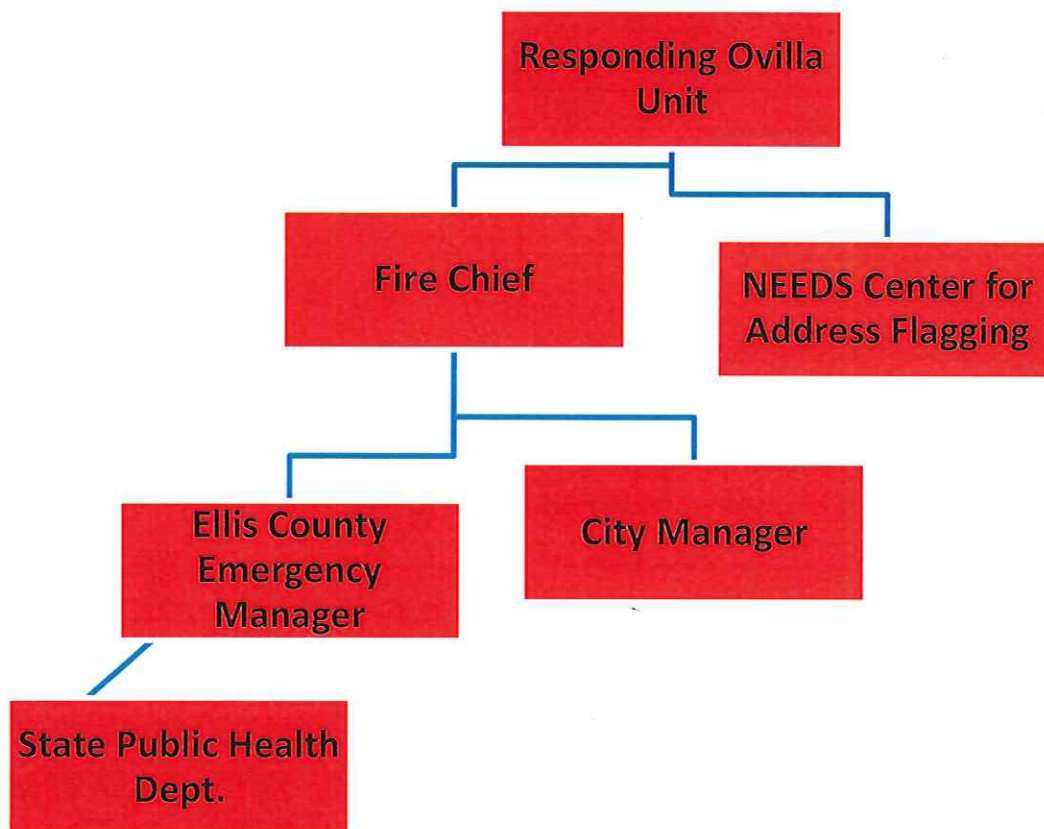 Responding Ovilla
Unit
Fire Chief
NEEDS Center for
Address Flagging
Ellis County
Emergency
Manager
City Manager
State Public Health
Dept.